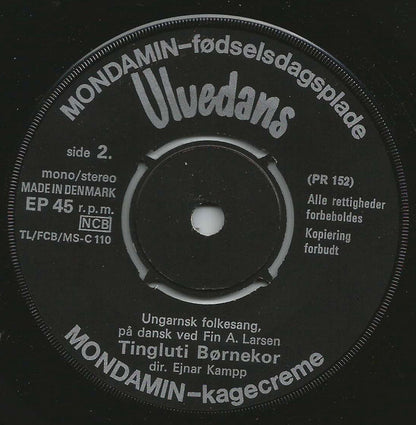 MONDAMIN-fødselsdagsplade
Ulvedans
side 2.
mono/stereo
MADE IN DENMARK
EP 45 r.p.m.
NCB
TL/FCB/MS-C 110
(PR 152)
Alle rettigheder
forbeholdes
Kopiering
forbudt
Ungarnsk folkesang,
på dansk ved Fin A. Larsen
Tingluti Børnekor
dir. Ejnar Kampp
MONDAMIN-kagecreme